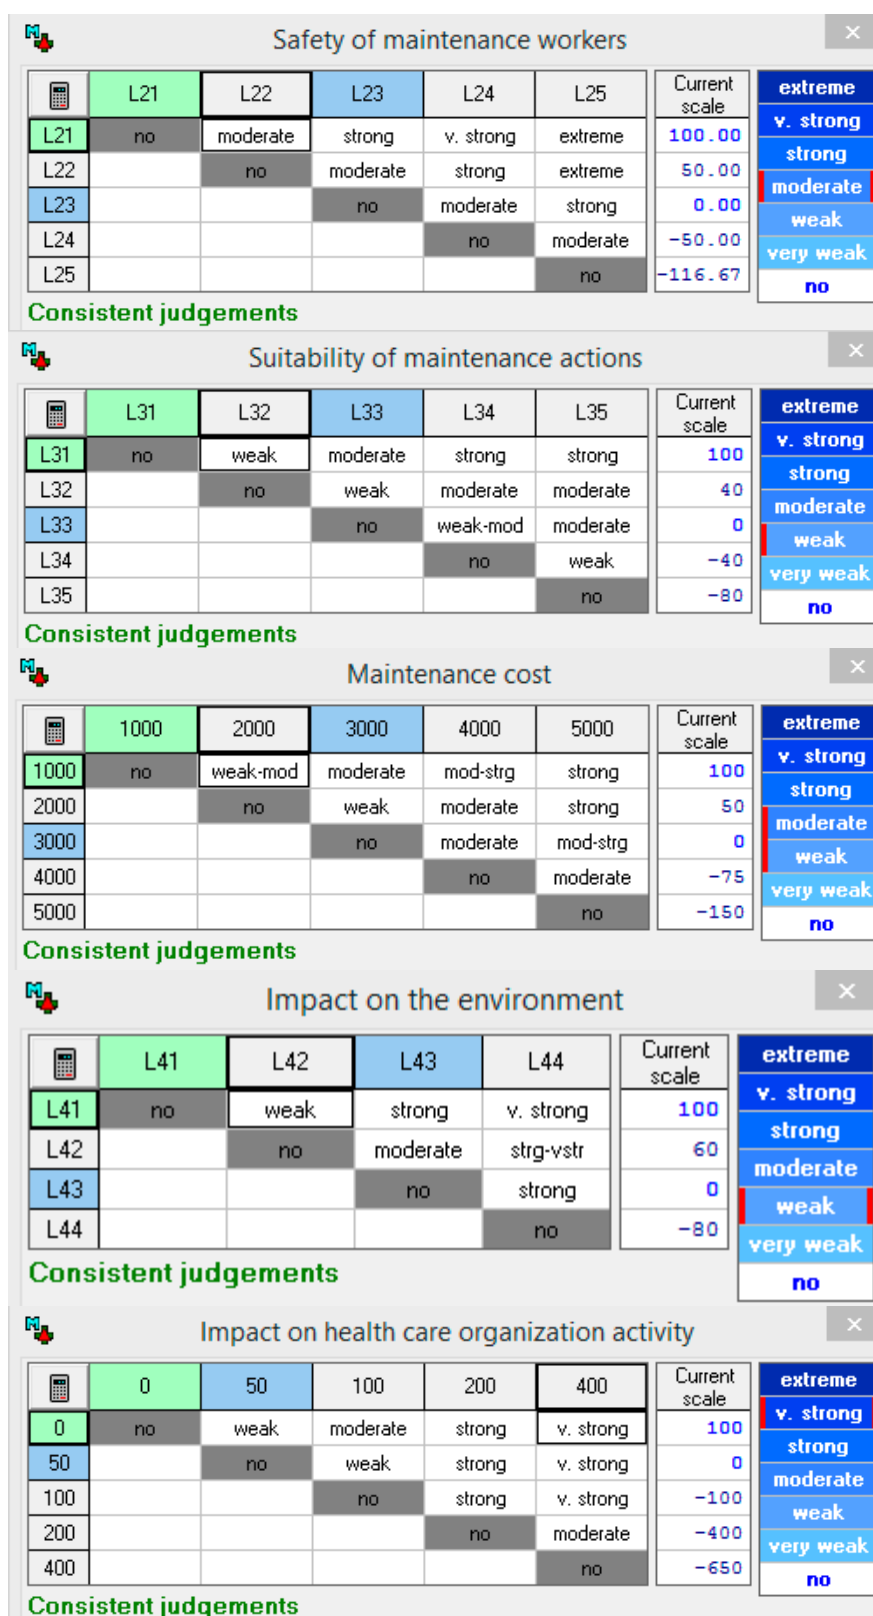 Safety of maintenance workers
L21 L22 L23 L24 L25 Current scale extreme
L21 no moderate strong v. strong extreme 100.00 v. strong
L22 no moderate strong extreme 50.00 strong
L23 no moderate strong 0.00 moderate
L24 no moderate -50.00 weak
L25 no -116.67 very weak
no
Consistent judgements
Suitability of maintenance actions
L31 L32 L33 L34 L35 Current scale extreme
L31 no weak moderate strong strong 100 v. strong
L32 no weak moderate moderate 40 strong
L33 no weak-mod moderate 0 moderate
L34 no weak -40 weak
L35 no -80 very weak
no
Consistent judgements
Maintenance cost
1000 2000 3000 4000 5000 Current scale extreme
1000 no weak-mod moderate mod-strg strong 100 v. strong
2000 no weak moderate strong 50 strong
3000 no moderate mod-strg 0 moderate
4000 no moderate -75 weak
5000 no -150 very weak
no
Consistent judgements
Impact on the environment
L41 L42 L43 L44 Current scale extreme
L41 no weak strong v. strong 100 v. strong
L42 no moderate strg-vstr 60 strong
L43 no strong 0 moderate
L44 no -80 weak
very weak
no
Consistent judgements
Impact on health care organization activity
0 50 100 200 400 Current scale extreme
0 no weak moderate strong v. strong 100 v. strong
50 no weak strong v. strong 0 strong
100 no strong v. strong -100 moderate
200 no moderate -400 weak
400 no -650 very weak
no
Consistent judgements